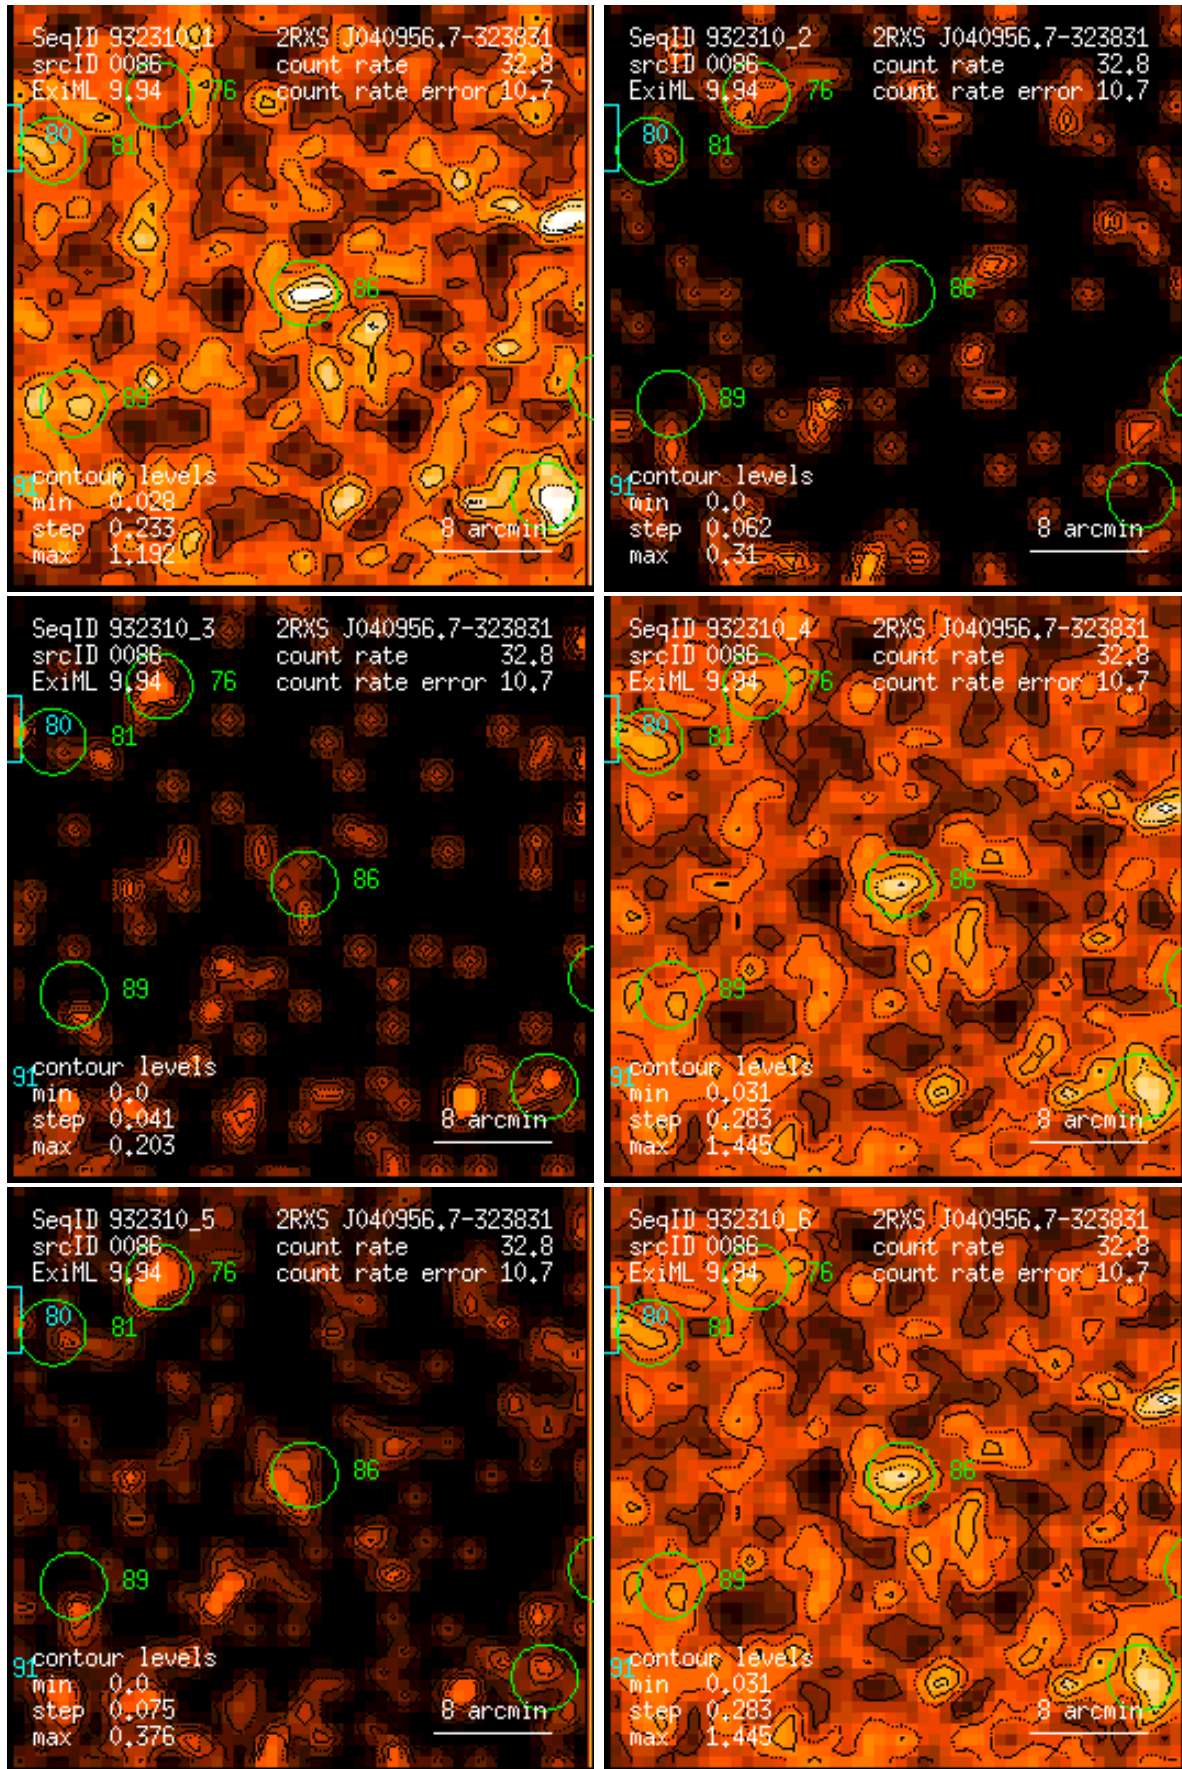 SeqID 932310_1 2RXS J040956.7-323831
srcID 0086 count rate 32.8
ExiML 9.94 76 count rate error 10.7
80 81
86
89
91 contour levels
min 0.028
step 0.233 8 arcmin
max 1.192
SeqID 932310_2 2RXS J040956.7-323831
srcID 0086 count rate 32.8
ExiML 9.94 76 count rate error 10.7
80 81
86
89
91 contour levels
min 0.0
step 0.062 8 arcmin
max 0.31
SeqID 932310_3 2RXS J040956.7-323831
srcID 0086 count rate 32.8
ExiML 9.94 76 count rate error 10.7
80 81
86
89
91 contour levels
min 0.0
step 0.041 8 arcmin
max 0.203
SeqID 932310_4 2RXS J040956.7-323831
srcID 0086 count rate 32.8
ExiML 9.94 76 count rate error 10.7
80 81
86
89
91 contour levels
min 0.031
step 0.283 8 arcmin
max 1.445
SeqID 932310_5 2RXS J040956.7-323831
srcID 0086 count rate 32.8
ExiML 9.94 76 count rate error 10.7
80 81
86
89
91 contour levels
min 0.0
step 0.075 8 arcmin
max 0.376
SeqID 932310_6 2RXS J040956.7-323831
srcID 0086 count rate 32.8
ExiML 9.94 76 count rate error 10.7
80 81
86
89
91 contour levels
min 0.031
step 0.283 8 arcmin
max 1.445